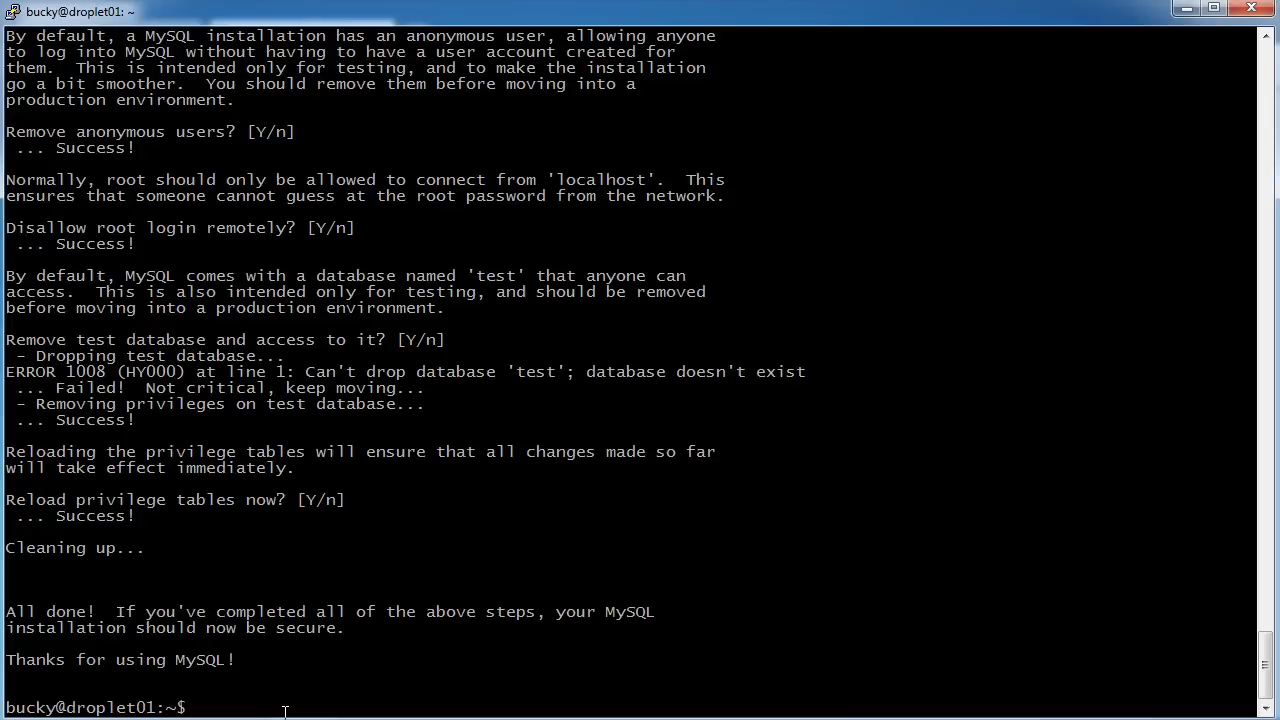 bucky@droplet01: ~
By default, a MySQL installation has an anonymous user, allowing anyone
to log into MySQL without having to have a user account created for
them.  This is intended only for testing, and to make the installation
go a bit smoother.  You should remove them before moving into a
production environment.
Remove anonymous users? [Y/n]
 ... Success!
Normally, root should only be allowed to connect from 'localhost'.  This
ensures that someone cannot guess at the root password from the network.
Disallow root login remotely? [Y/n]
 ... Success!
By default, MySQL comes with a database named 'test' that anyone can
access.  This is also intended only for testing, and should be removed
before moving into a production environment.
Remove test database and access to it? [Y/n]
 - Dropping test database...
ERROR 1008 (HY000) at line 1: Can't drop database 'test'; database doesn't exist
 ... Failed!  Not critical, keep moving...
 - Removing privileges on test database...
 ... Success!
Reloading the privilege tables will ensure that all changes made so far
will take effect immediately.
Reload privilege tables now? [Y/n]
 ... Success!
Cleaning up...
All done!  If you've completed all of the above steps, your MySQL
installation should now be secure.
Thanks for using MySQL!
bucky@droplet01:~$